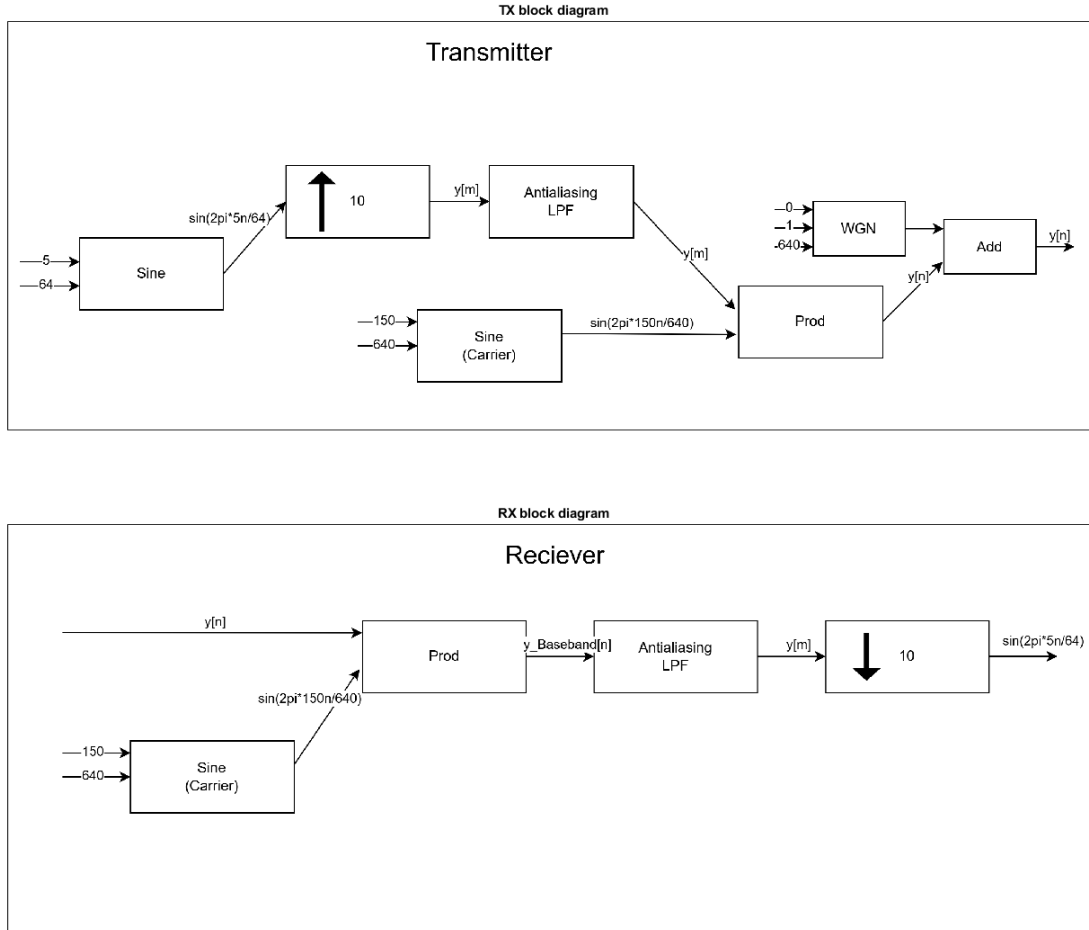 TX block diagram
Transmitter
sin(2pi*5n/64)
10
y[m]
Antialiasing
LPF
y[m]
0
1
-640
WGN
Add
y[n]
y[n]
5
64
Sine
150
640
Sine
(Carrier)
sin(2pi*150n/640)
Prod
RX block diagram
Reciever
y[n]
Prod
y_Baseband[n]
Antialiasing
LPF
y[m]
10
sin(2pi*5n/64)
sin(2pi*150n/640)
150
640
Sine
(Carrier)